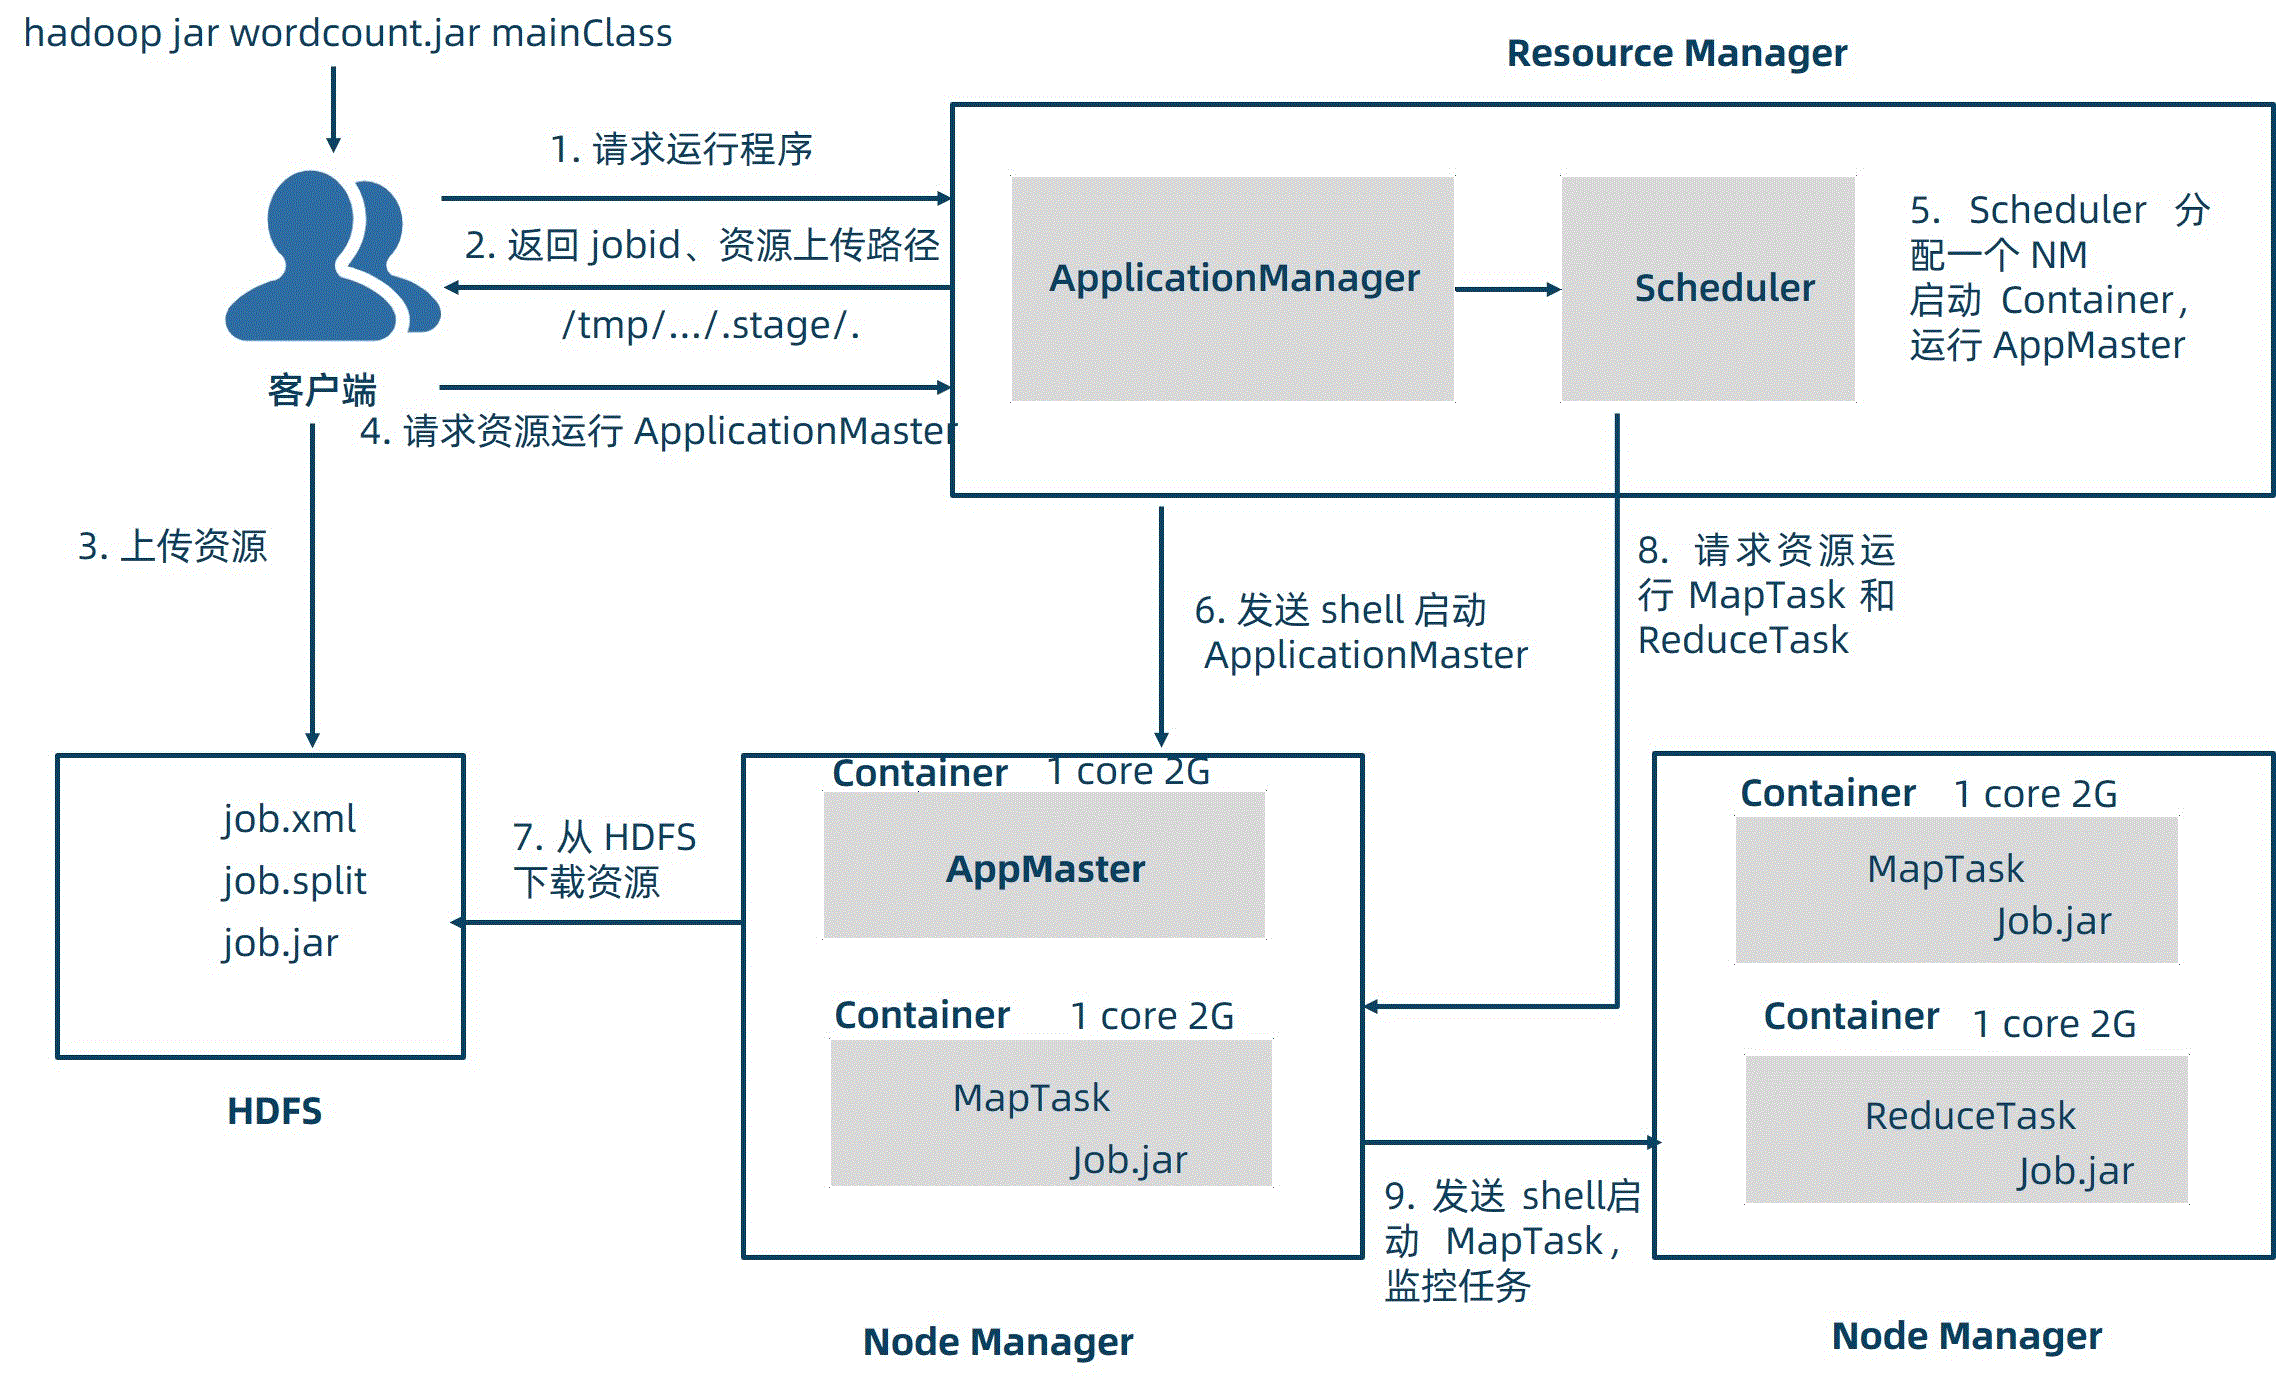 hadoop jar wordcount.jar mainClass
Resource Manager
1. 请求运行程序
2. 返回 jobid、资源上传路径
/tmp/.../.stage/.
客户端
4. 请求资源运行 ApplicationMaster
ApplicationManager
Scheduler
5. Scheduler 分
配一个 NM
启动 Container,
运行 AppMaster
3. 上传资源
6. 发送 shell 启动
ApplicationMaster
8. 请求资源运
行 MapTask 和
ReduceTask
job.xml
job.split
job.jar
HDFS
7. 从 HDFS
下载资源
Container 1 core 2G
AppMaster
Container 1 core 2G
MapTask
Job.jar
Node Manager
9. 发送 shell启
动 MapTask,
监控任务
Container 1 core 2G
MapTask
Job.jar
Container 1 core 2G
ReduceTask
Job.jar
Node Manager